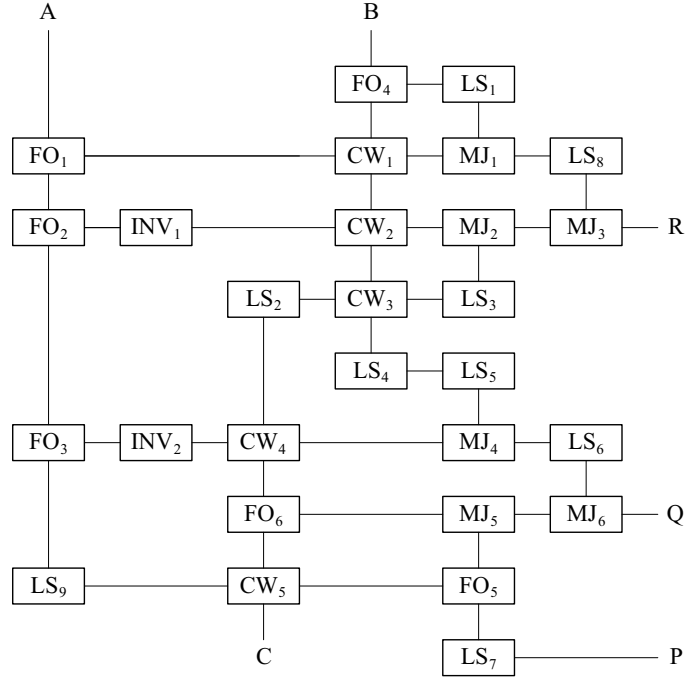 A B
FO₄ LS₁
FO₁ CW₁ MJ₁ LS₈
FO₂ INV₁ CW₂ MJ₂ MJ₃ R
LS₂ CW₃ LS₃
LS₄ LS₅
FO₃ INV₂ CW₄ MJ₄ LS₆
FO₆ MJ₅ MJ₆ Q
LS₉ CW₅ FO₅
C LS₇ P